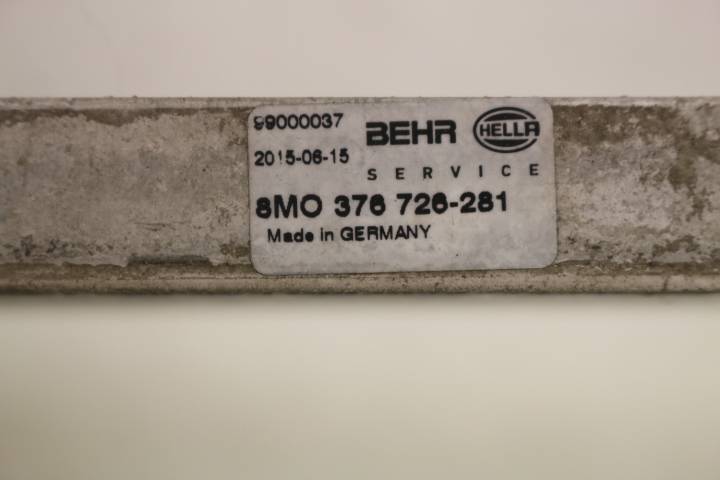 99000037
BEHR HELLA
2015-06-15
SERVICE
8MO 376 726-281
Made in GERMANY